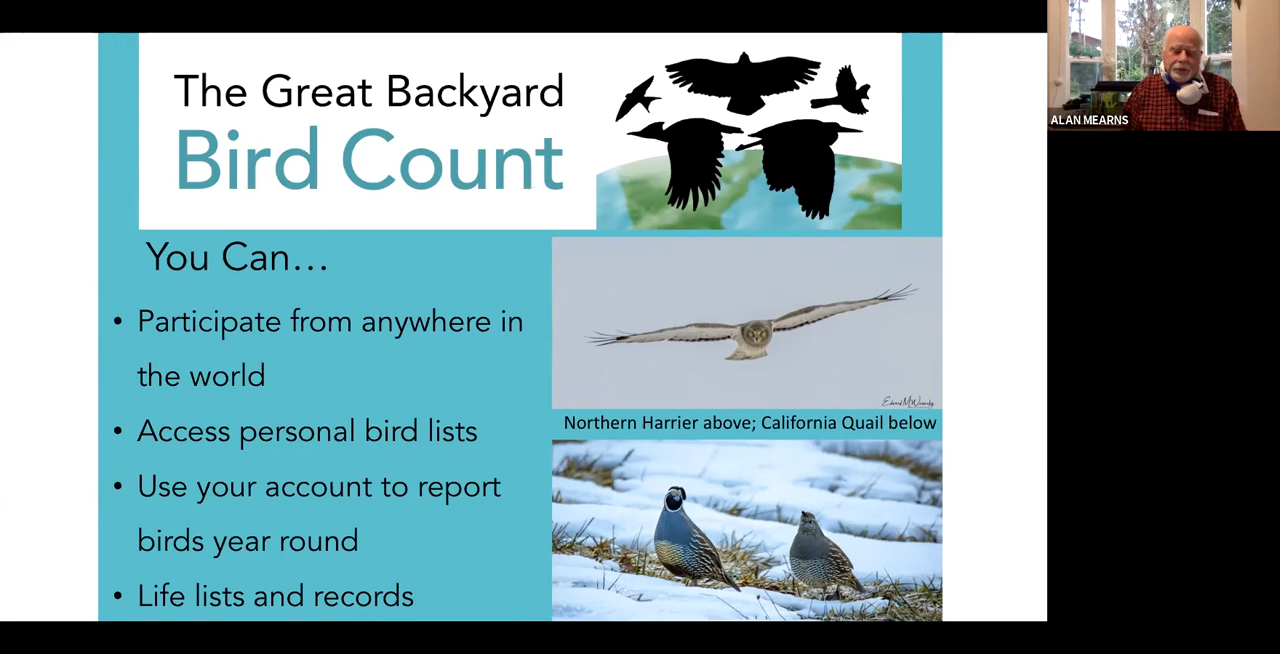 The Great Backyard
Bird Count
You Can…
• Participate from anywhere in
the world
• Access personal bird lists
• Use your account to report
birds year round
• Life lists and records
Northern Harrier above; California Quail below
ALAN MEARNS